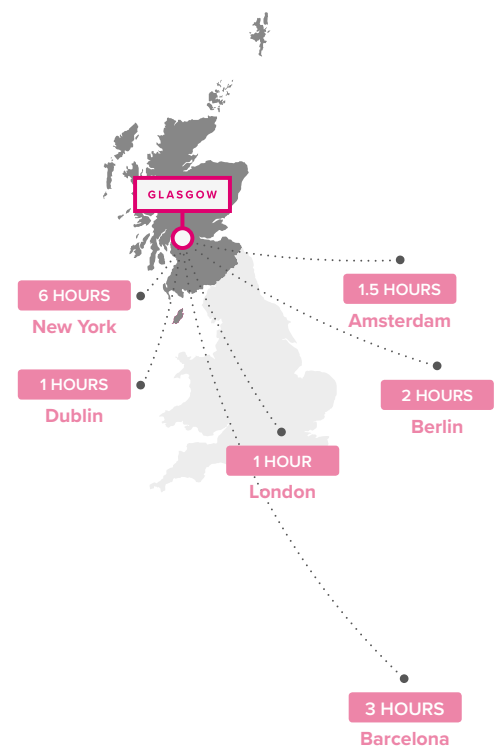 GLASGOW
6 HOURS
New York
1.5 HOURS
Amsterdam
1 HOURS
Dublin
2 HOURS
Berlin
1 HOUR
London
3 HOURS
Barcelona